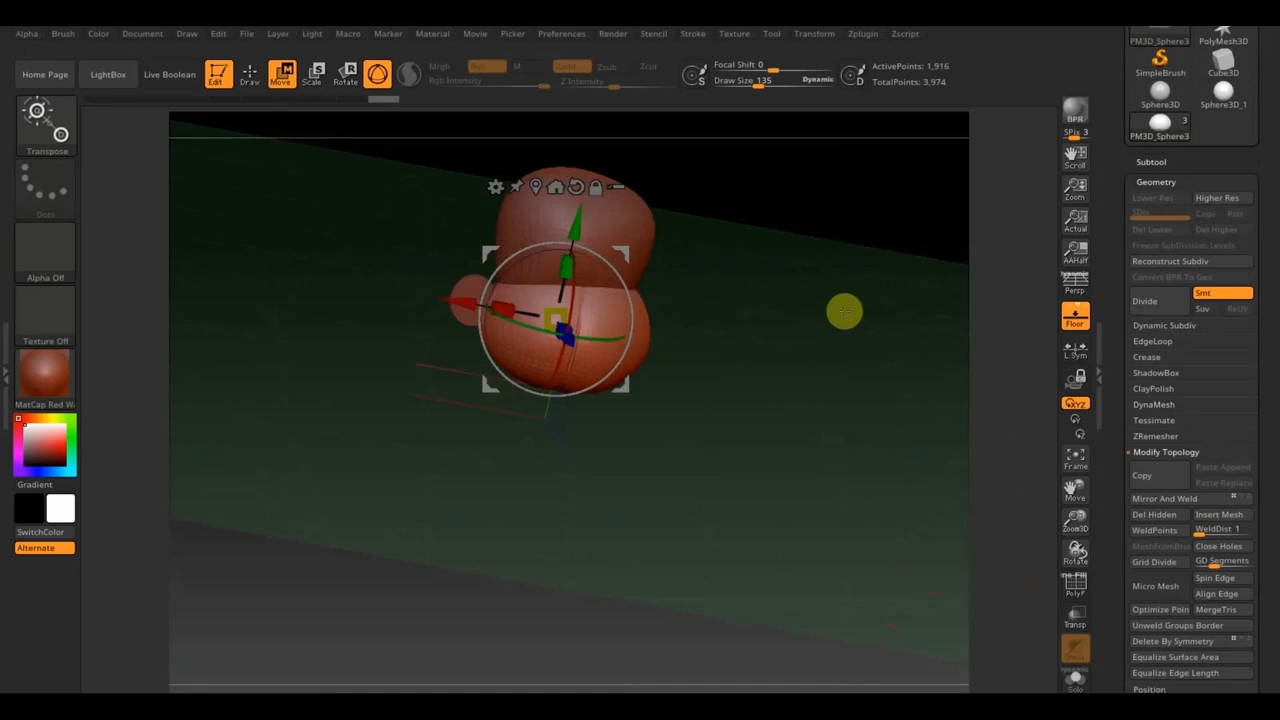 Alpha Brush Color Document Draw Edit File Layer Light Macro Marker Material Movie Picker Preferences Render Stencil Stroke Texture Tool Transform Zplugin Zscript
PM3D_Sphere3 PolyMesh3D
SimpleBrush Cube3D
Sphere3D Sphere3D_1
3
PM3D_Sphere3
Home Page LightBox Live Boolean Edit Draw Move Scale Rotate
Mrgb Rgb M Zadd Zsub Zcut
Rgb Intensity Z Intensity
Focal Shift 0
Draw Size 135 Dynamic
S D
ActivePoints: 1,916
TotalPoints: 3,974
Transpose
Dots
Alpha Off
Texture Off
MatCap Red Wa
Gradient
SwitchColor
Alternate
BPR
SPix 3
Scroll
Zoom
Actual
AAHalf
Dynamic
Persp
Floor
L.Sym
XYZ
Frame
Move
Zoom3D
Rotate
Line Fill
PolyF
Transp
Dynamic
Solo
Subtool
Geometry
Lower Res Higher Res
SDiv Cage Rstr
Del Lower Del Higher
Freeze SubDivision Levels
Reconstruct Subdiv
Convert BPR To Geo
Divide Smt
Suv ReUV
Dynamic Subdiv
EdgeLoop
Crease
ShadowBox
ClayPolish
DynaMesh
Tessimate
ZRemesher
Modify Topology
Copy Paste Append
Paste Replace
Mirror And Weld
Del Hidden Insert Mesh
WeldPoints WeldDist 1
MeshFromBru Close Holes
Grid Divide GD Segments
Micro Mesh Spin Edge
Align Edge
Optimize Poin MergeTris
Unweld Groups Border
Delete By Symmetry
Equalize Surface Area
Equalize Edge Length
Position